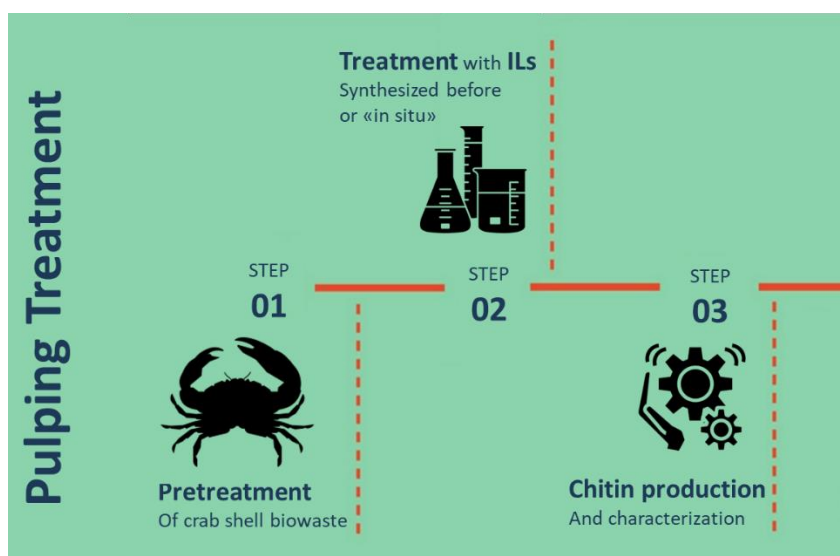 Pulping Treatment
STEP
01
Pretreatment
Of crab shell biowaste
Treatment with ILs
Synthesized before
or «in situ»
STEP
02
STEP
03
Chitin production
And characterization